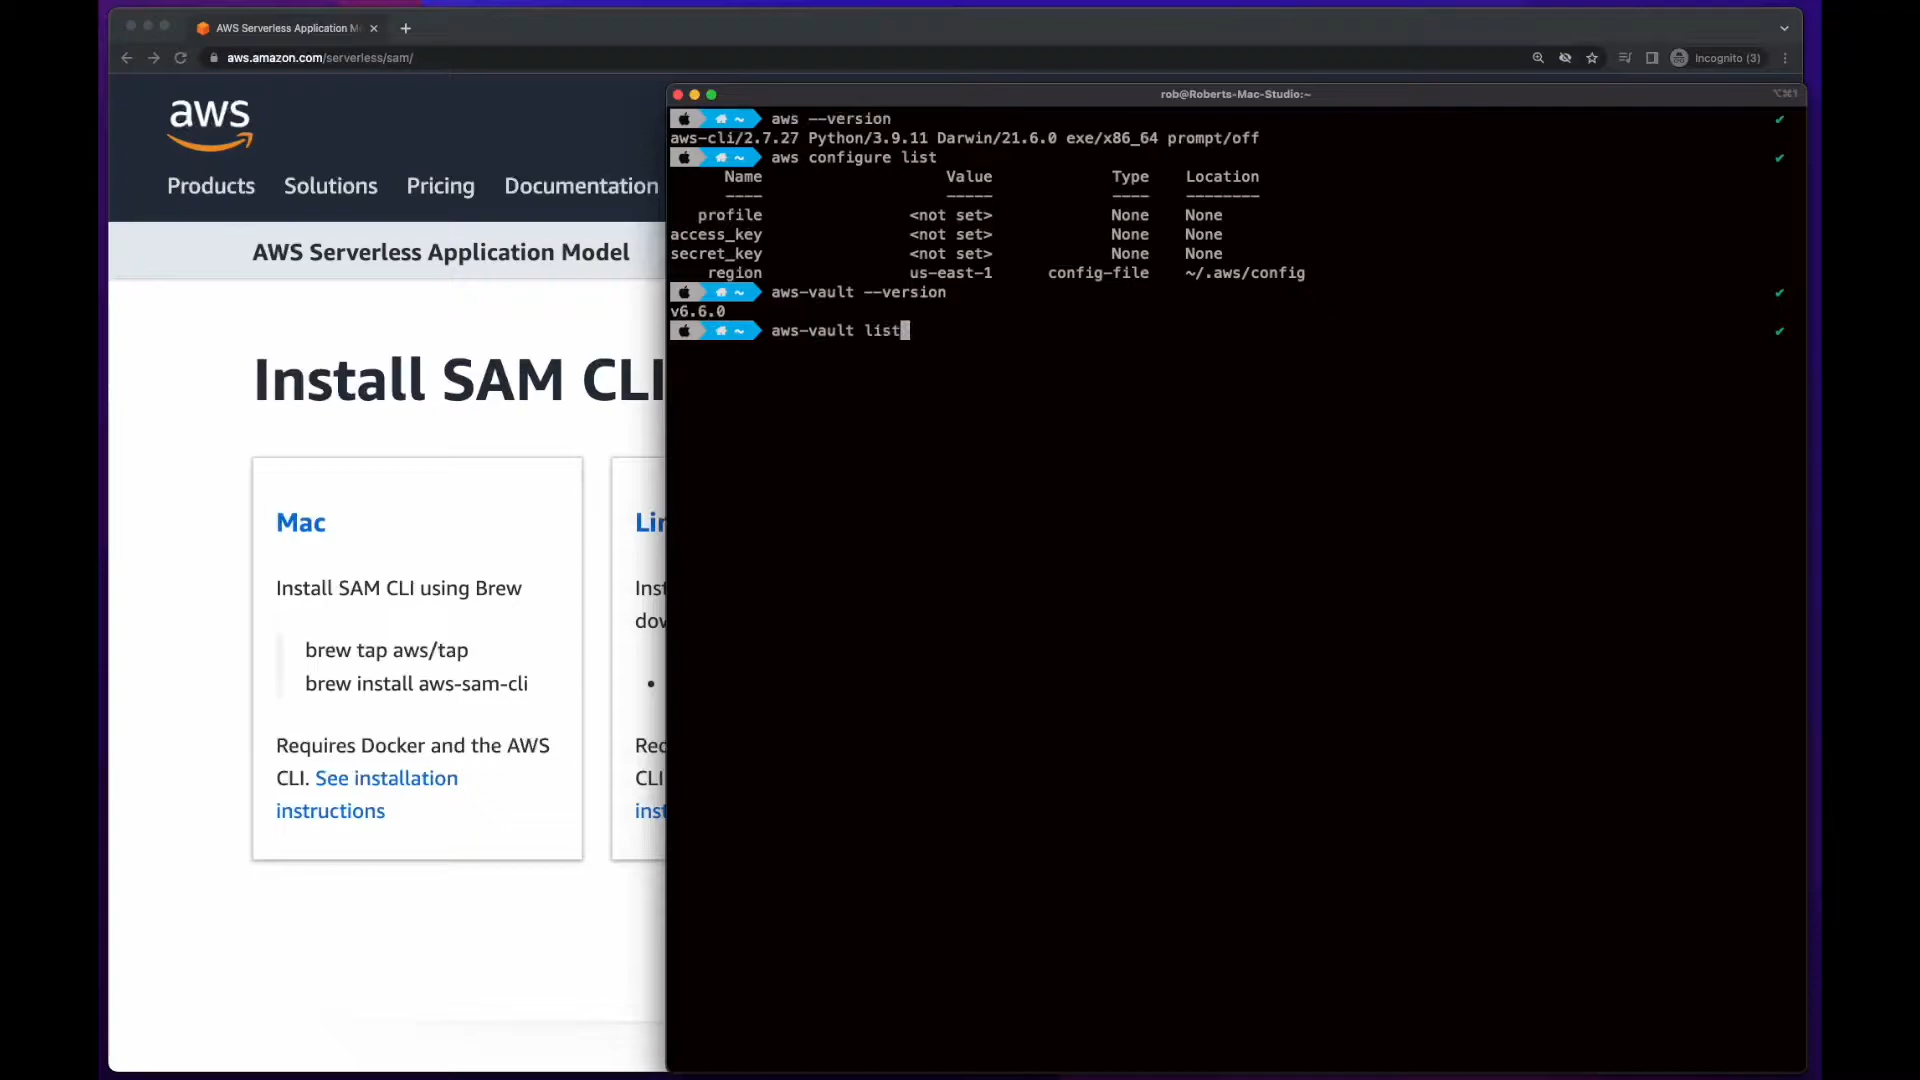 AWS Serverless Application M
aws.amazon.com/serverless/sam/
Incognito (3)
aws
Products Solutions Pricing Documentation
AWS Serverless Application Model
Install SAM CLI
Mac
Install SAM CLI using Brew
brew tap aws/tap
brew install aws-sam-cli
Requires Docker and the AWS
CLI. See installation
instructions
CLI
rob@Roberts-Mac-Studio:~
⌥⌘1
~ aws --version
aws-cli/2.7.27 Python/3.9.11 Darwin/21.6.0 exe/x86_64 prompt/off
~ aws configure list
Name Value Type Location
---- ----- ---- --------
profile <not set> None None
access_key <not set> None None
secret_key <not set> None None
region us-east-1 config-file ~/.aws/config
~ aws-vault --version
v6.6.0
~ aws-vault list